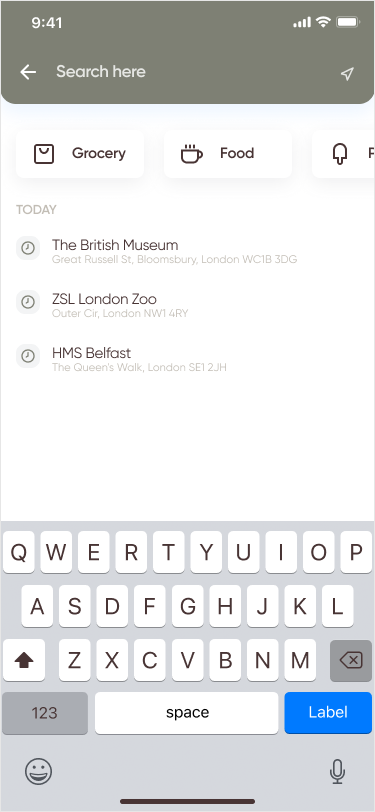 9:41
Search here
Grocery
Food
TODAY
The British Museum
Great Russell St, Bloomsbury, London WC1B 3DG
ZSL London Zoo
Outer Cir, London NW1 4RY
HMS Belfast
The Queen's Walk, London SE1 2JH
Q W E R T Y U I O P
A S D F G H J K L
Z X C V B N M
123 space Label